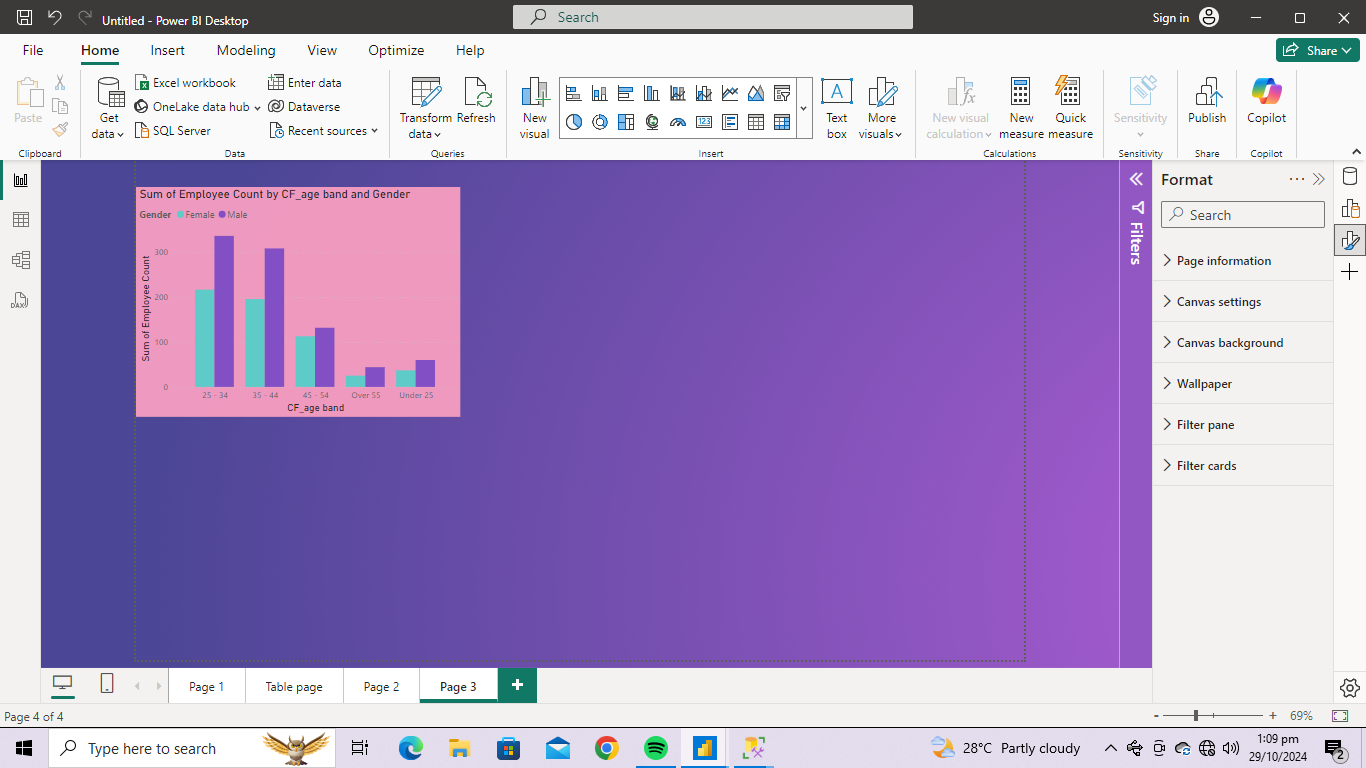 Untitled - Power BI Desktop
Search
Sign in
File
Home
Insert
Modeling
View
Optimize
Help
Share
Paste
Get data
Excel workbook
OneLake data hub
SQL Server
Enter data
Dataverse
Recent sources
Transform data
Refresh
New visual
123
A
Text box
More visuals
New visual calculation
New measure
Quick measure
Sensitivity
Publish
Copilot
Clipboard
Data
Queries
Insert
Calculations
Sensitivity
Share
Copilot
DAX
Sum of Employee Count by CF_age band and Gender
Gender Female Male
Sum of Employee Count
300
200
100
0
25 - 34
35 - 44
45 - 54
Over 55
Under 25
CF_age band
Filters
Format
Search
Page information
Canvas settings
Canvas background
Wallpaper
Filter pane
Filter cards
Page 1
Table page
Page 2
Page 3
Page 4 of 4
- + 69%
Type here to search
28°C Partly cloudy
1:09 pm
29/10/2024
2